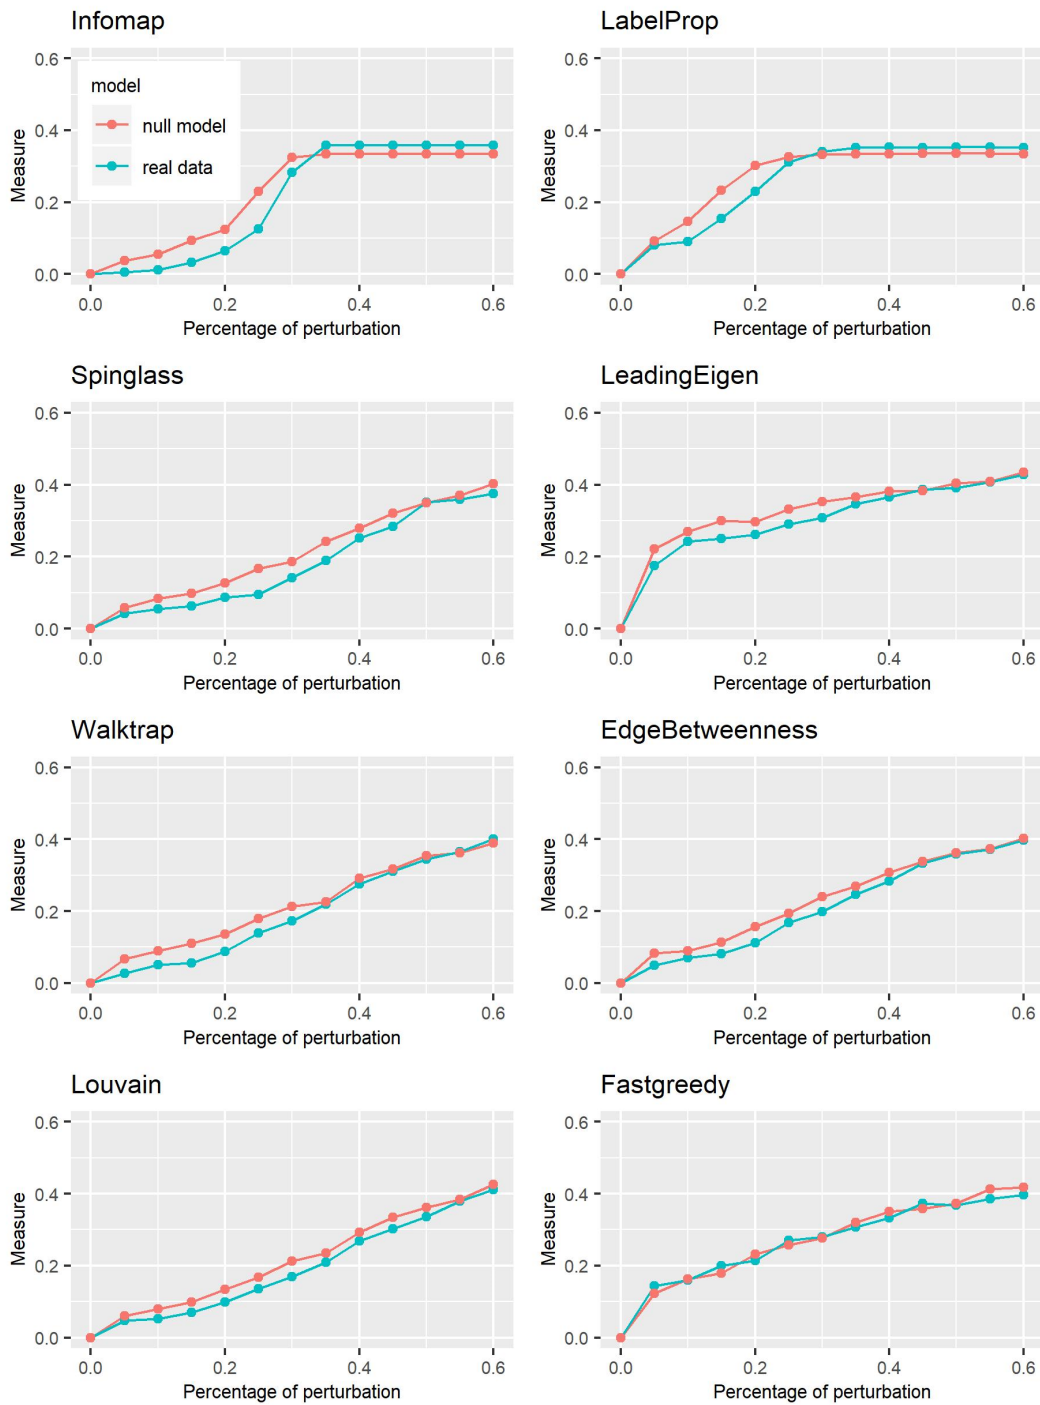 Infomap
0.6
0.4
0.2
0.0
Measure
model
null model
real data
0.0 0.2 0.4 0.6
Percentage of perturbation
LabelProp
0.6
0.4
0.2
0.0
Measure
0.0 0.2 0.4 0.6
Percentage of perturbation
Spinglass
0.6
0.4
0.2
0.0
Measure
0.0 0.2 0.4 0.6
Percentage of perturbation
LeadingEigen
0.6
0.4
0.2
0.0
Measure
0.0 0.2 0.4 0.6
Percentage of perturbation
Walktrap
0.6
0.4
0.2
0.0
Measure
0.0 0.2 0.4 0.6
Percentage of perturbation
EdgeBetweenness
0.6
0.4
0.2
0.0
Measure
0.0 0.2 0.4 0.6
Percentage of perturbation
Louvain
0.6
0.4
0.2
0.0
Measure
0.0 0.2 0.4 0.6
Percentage of perturbation
Fastgreedy
0.6
0.4
0.2
0.0
Measure
0.0 0.2 0.4 0.6
Percentage of perturbation